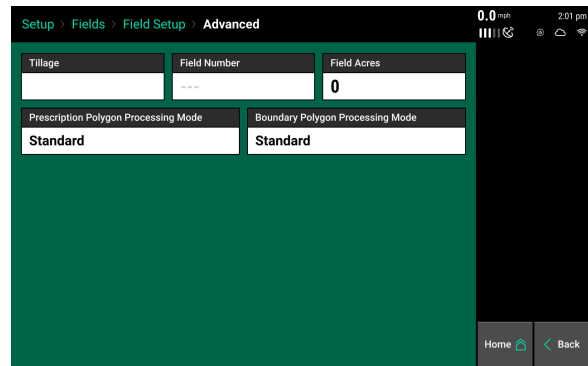 Setup > Fields > Field Setup > Advanced
0.0 mph
2:01 pm
Tillage
Field Number
Field Acres
---
0
Prescription Polygon Processing Mode
Boundary Polygon Processing Mode
Standard
Standard
Home
Back